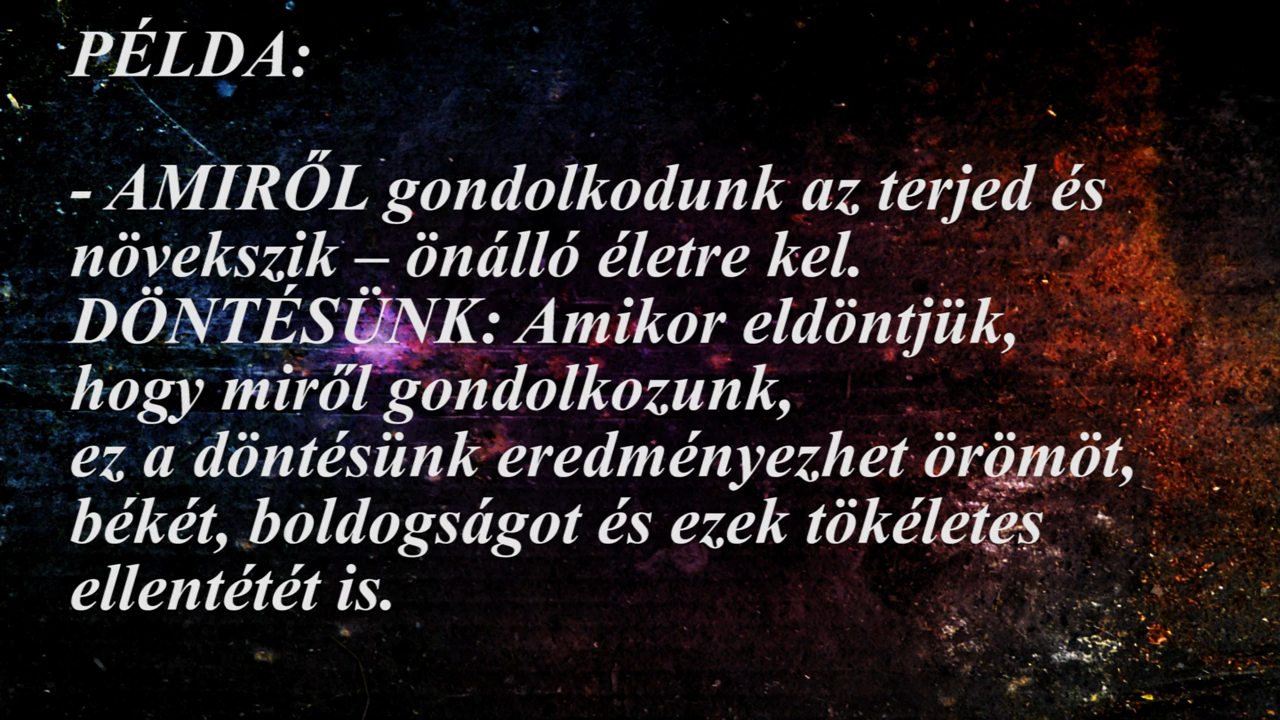 PÉLDA:
- AMIRŐL gondolkodunk az terjed és
növekszik – önálló életre kel.
DÖNTÉSÜNK: Amikor eldöntjük,
hogy miről gondolkozunk,
ez a döntésünk eredményezhet örömöt,
békét, boldogságot és ezek tökéletes
ellentétét is.